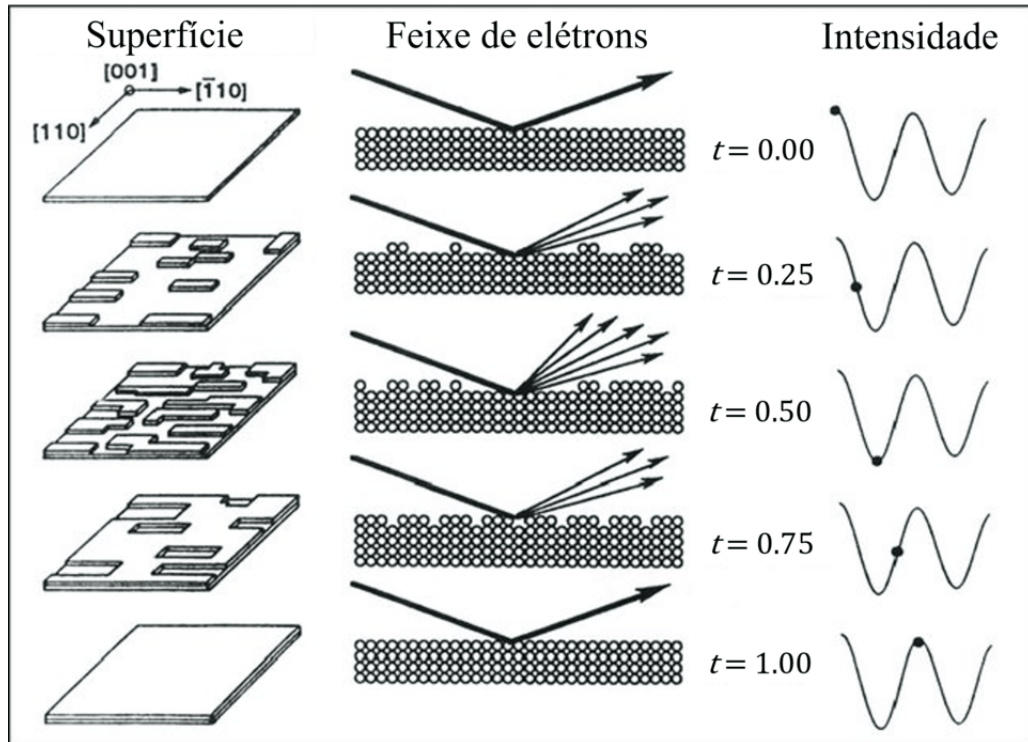 Superfície
Feixe de elétrons
Intensidade
[001]
[1̄10]
[110]
t = 0.00
t = 0.25
t = 0.50
t = 0.75
t = 1.00